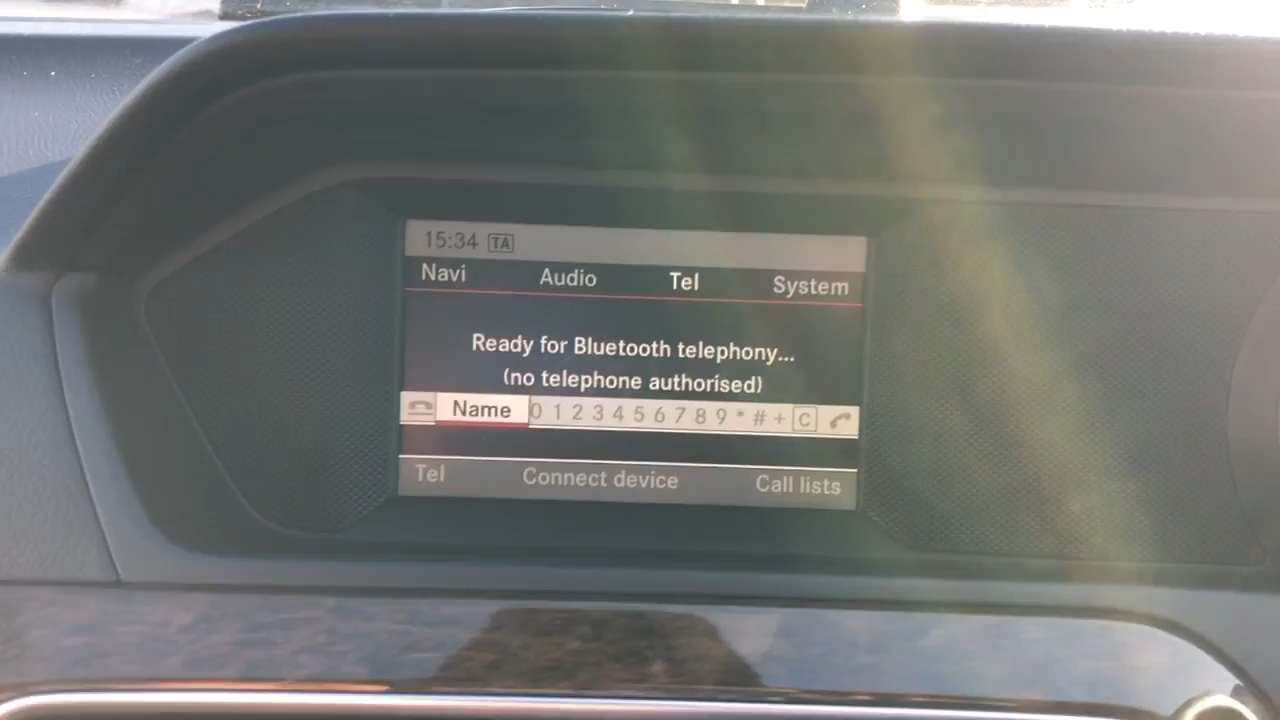 15:34 TA
Navi Audio Tel System
Ready for Bluetooth telephony...
(no telephone authorised)
Name 0 1 2 3 4 5 6 7 8 9 * # + C
Tel Connect device Call lists